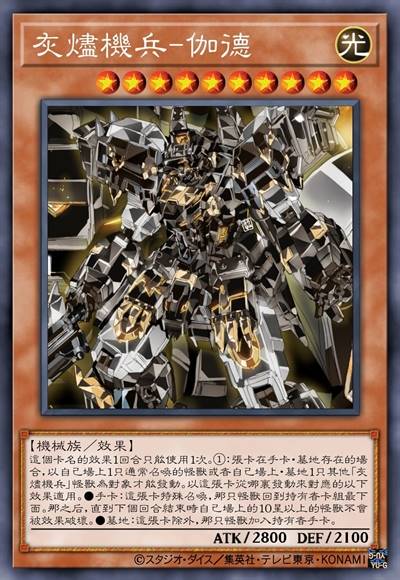 灰燼機兵-伽德
光
【機械族／效果】
這個卡名的效果1回合只能使用1次。①:這張卡在手卡・墓地存在的場
合,以自己場上1只通常召喚的怪獸或者自己場上・墓地1只其他「灰
燼機兵」怪獸為對象才能發動。以這張卡從哪裏發動來對應的以下
效果適用。●手卡:這張卡特殊召喚,那只怪獸回到持有者卡組最下
面。那之後,直到下個回合結束時自己場上的10星以上的怪獸不會
被效果破壞。●墓地:這張卡除外,那只怪獸加入持有者手卡。
ATK/2800 DEF/2100
©スタジオ・ダイス／集英社・テレビ東京・KONAMI